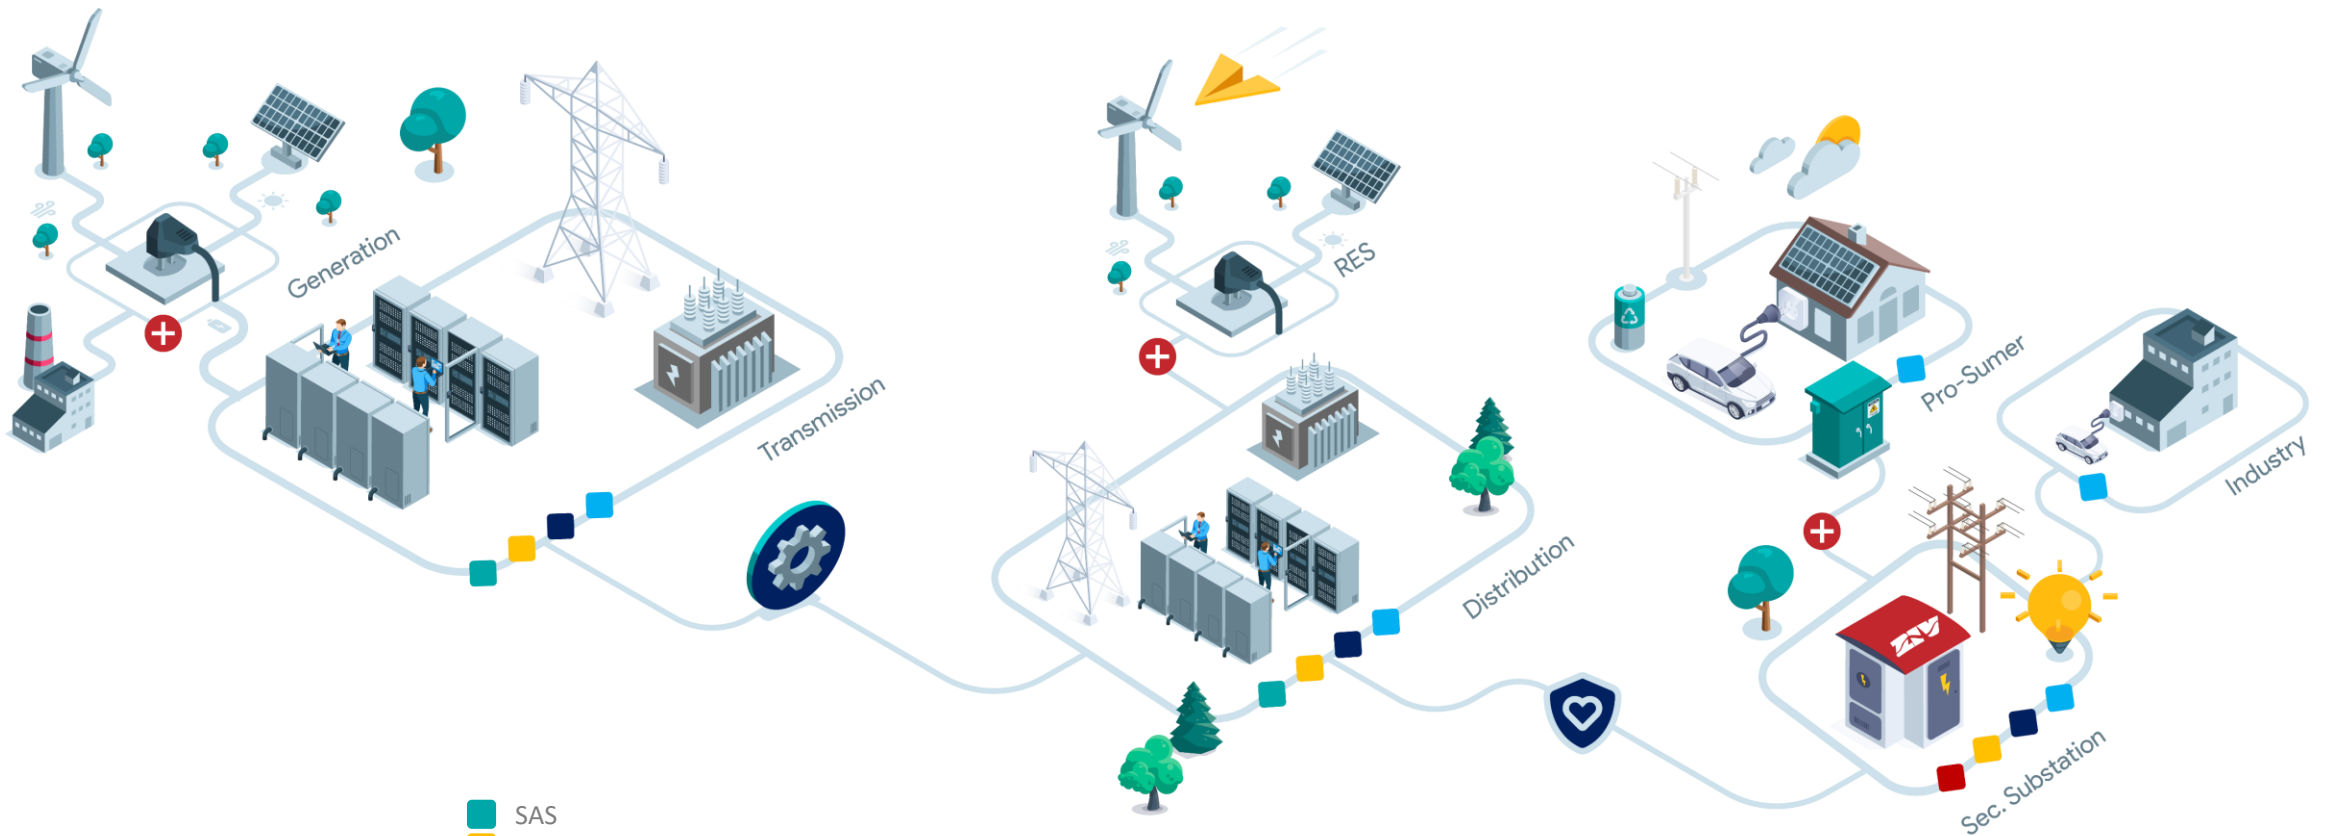 Generation
Transmission
RES
Distribution
Pro-Sumer
Industry
Sec. Substation
SAS